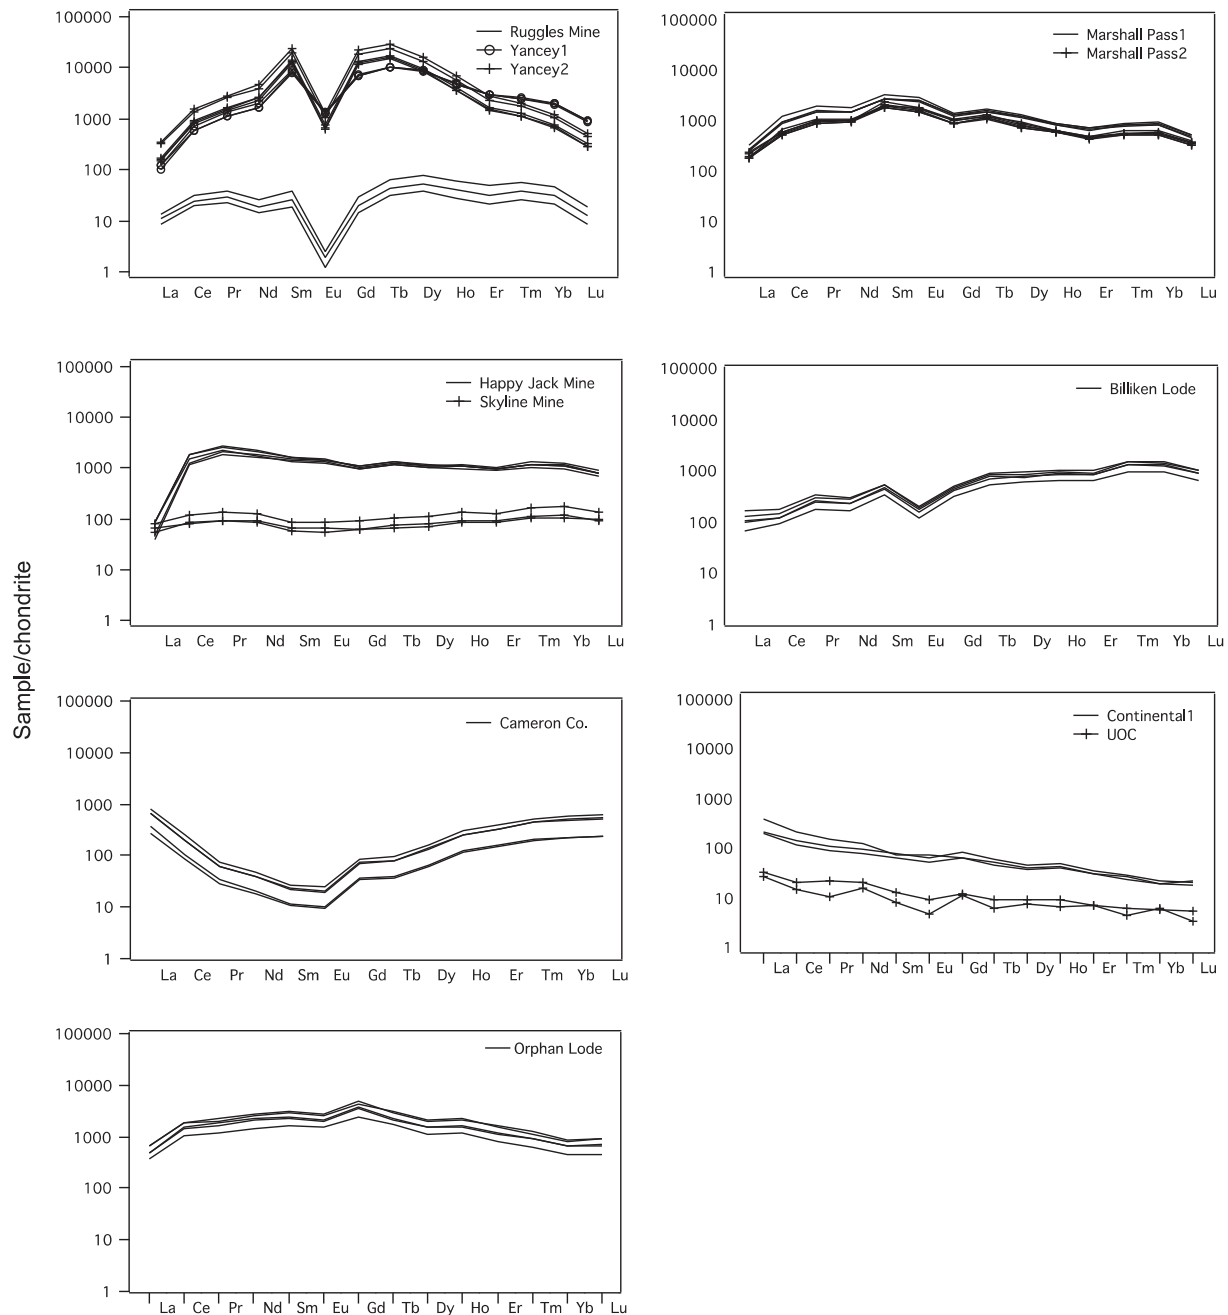 Sample/chondrite
100000
10000
1000
100
10
1
Ruggles Mine
Yancey1
Yancey2
La Ce Pr Nd Sm Eu Gd Tb Dy Ho Er Tm Yb Lu
100000
10000
1000
100
10
1
Marshall Pass1
Marshall Pass2
La Ce Pr Nd Sm Eu Gd Tb Dy Ho Er Tm Yb Lu
100000
10000
1000
100
10
1
Happy Jack Mine
Skyline Mine
La Ce Pr Nd Sm Eu Gd Tb Dy Ho Er Tm Yb Lu
100000
10000
1000
100
10
1
Billiken Lode
La Ce Pr Nd Sm Eu Gd Tb Dy Ho Er Tm Yb Lu
100000
10000
1000
100
10
1
Cameron Co.
La Ce Pr Nd Sm Eu Gd Tb Dy Ho Er Tm Yb Lu
100000
10000
1000
100
10
1
Continental1
UOC
La Ce Pr Nd Sm Eu Gd Tb Dy Ho Er Tm Yb Lu
100000
10000
1000
100
10
1
Orphan Lode
La Ce Pr Nd Sm Eu Gd Tb Dy Ho Er Tm Yb Lu